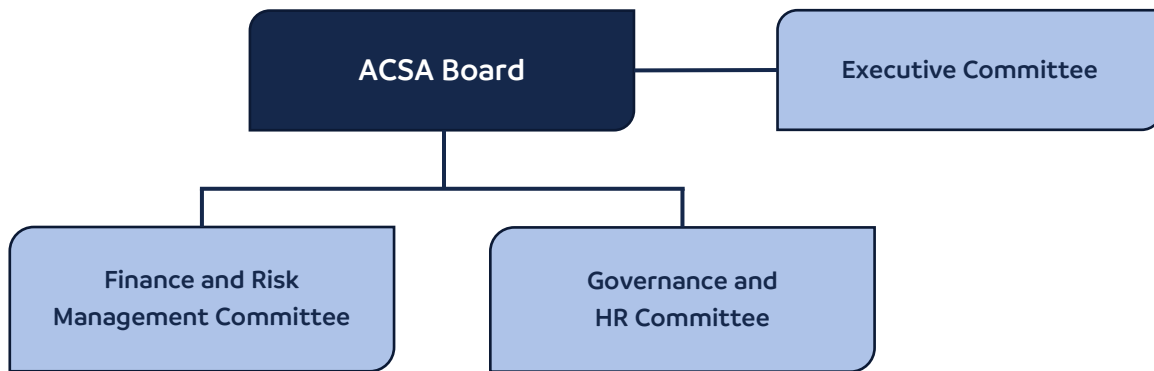 ACSA Board
Executive Committee
Finance and Risk
Management Committee
Governance and
HR Committee